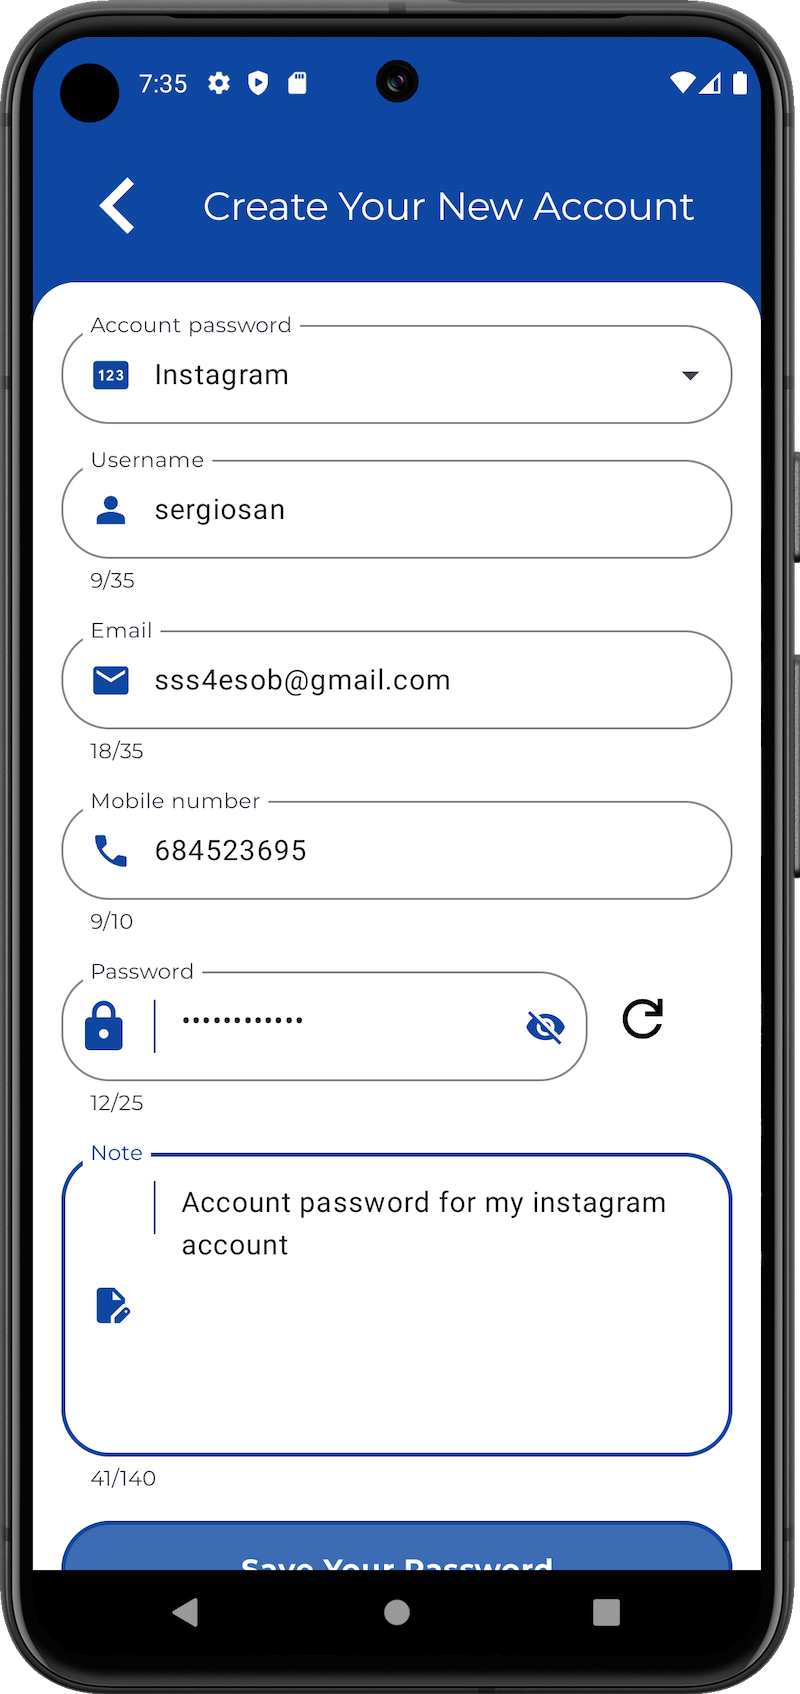 7:35
Create Your New Account
Account password
123
Instagram
Username
sergiosan
9/35
Email
sss4esob@gmail.com
18/35
Mobile number
684523695
9/10
Password
••••••••••••
12/25
Note
Account password for my instagram
account
41/140
Save Your Password